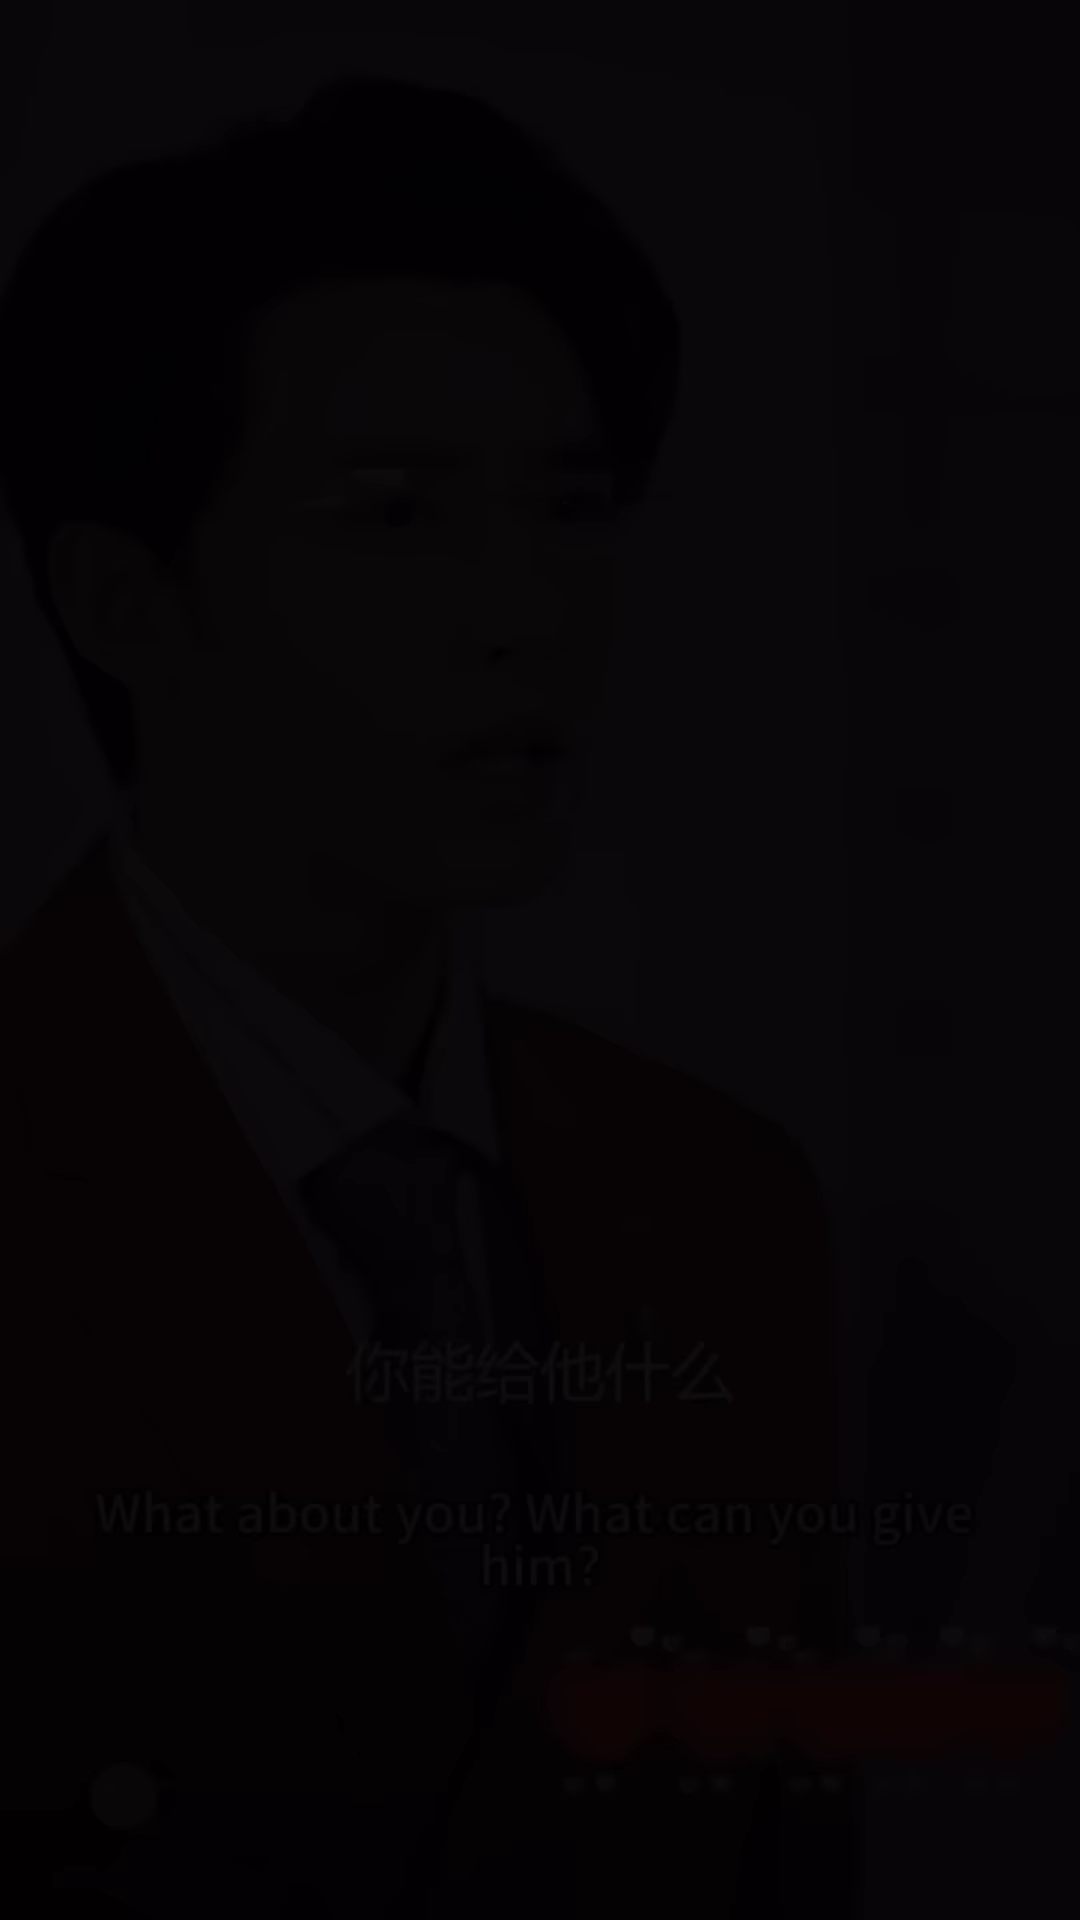 你能给他什么
What about you? What can you give
him?